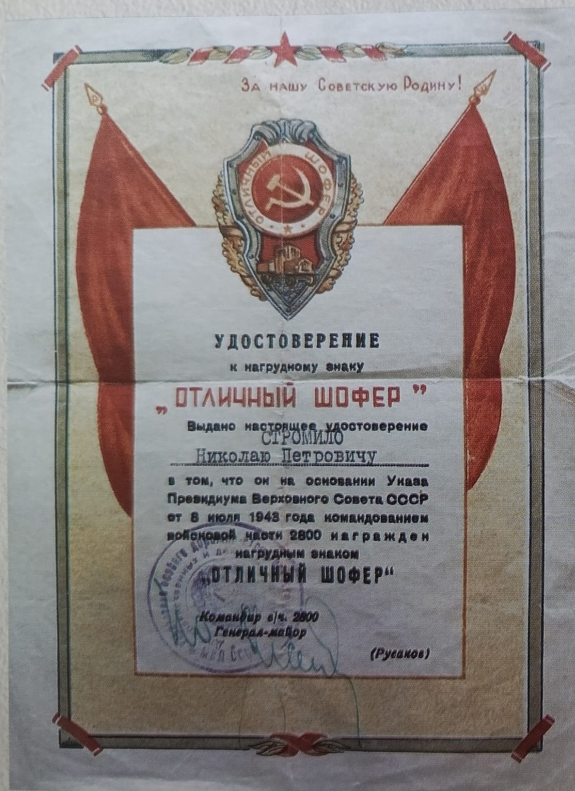 За нашу Советскую Родину!
ОТЛИЧНЫЙ ШОФЕР
УДОСТОВЕРЕНИЕ
к нагрудному знаку
„ОТЛИЧНЫЙ ШОФЕР”
Выдано настоящее удостоверение
СТРОМИЛО
Николаю Петровичу
в том, что он на основании Указа
Президиума Верховного Совета СССР
от 8 июля 1943 года командованием
войсковой части 2800 награжден
нагрудным знаком
„ОТЛИЧНЫЙ ШОФЕР“
Командир в/ч. 2800
Генерал-майор
(Русаков)